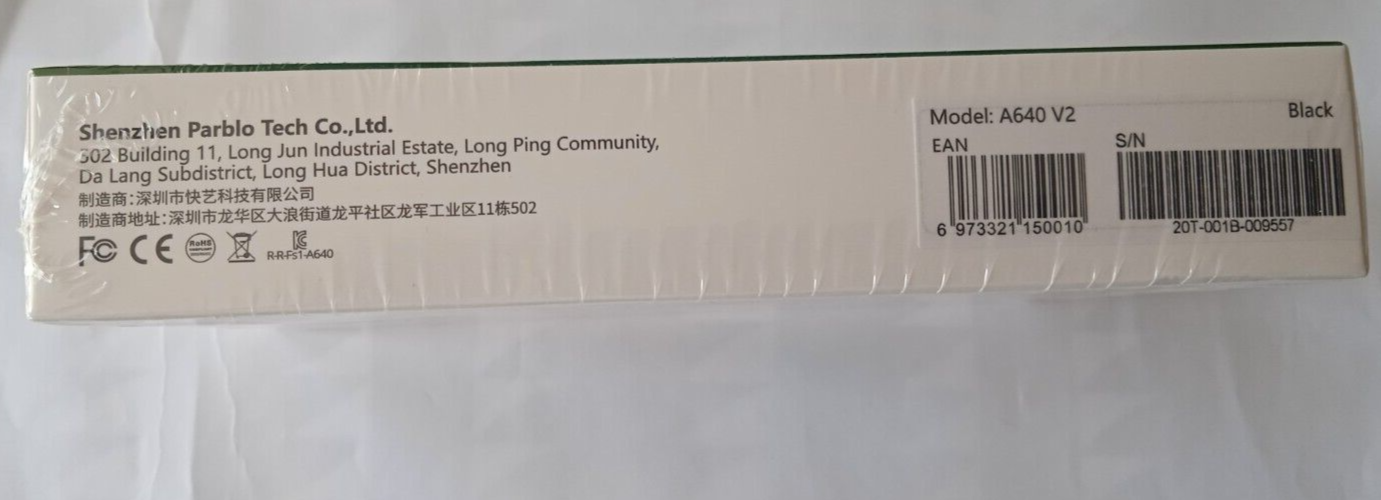 Shenzhen Parblo Tech Co.,Ltd.
502 Building 11, Long Jun Industrial Estate, Long Ping Community,
Da Lang Subdistrict, Long Hua District, Shenzhen
制造商:深圳市快艺科技有限公司
制造商地址:深圳市龙华区大浪街道龙平社区龙军工业区11栋502
FC CE RoHS
R-R-Fs1-A640
Model: A640 V2 Black
EAN S/N
6 973321 150010 20T-001B-009557